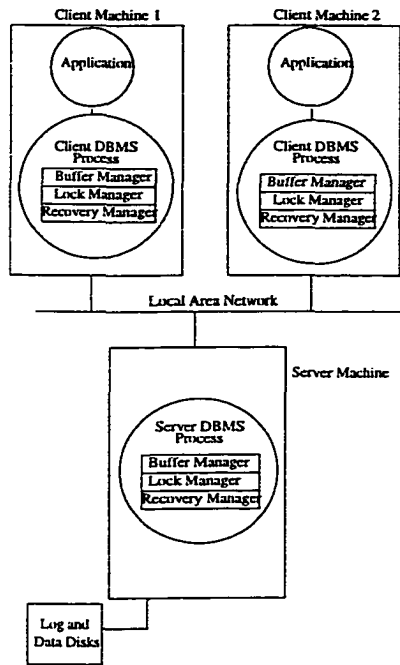 Client Machine 1
Application
Client DBMS
Process
Buffer Manager
Lock Manager
Recovery Manager
Client Machine 2
Application
Client DBMS
Process
Buffer Manager
Lock Manager
Recovery Manager
Local Area Network
Server Machine
Server DBMS
Process
Buffer Manager
Lock Manager
Recovery Manager
Log and
Data Disks